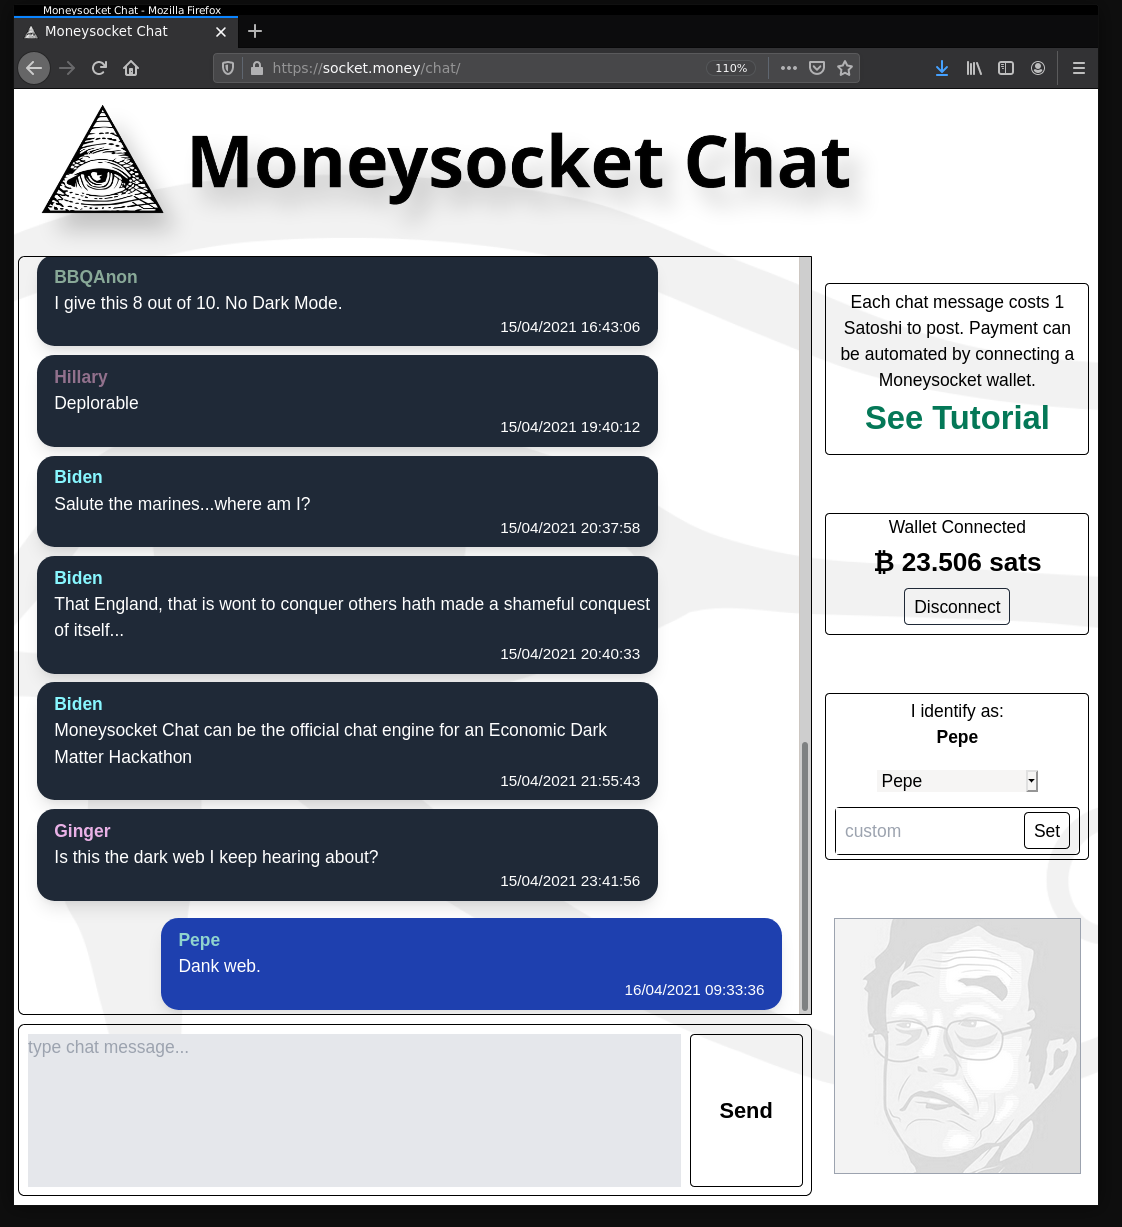 Moneysocket Chat - Mozilla Firefox
Moneysocket Chat
https://socket.money/chat/
110%
Moneysocket Chat
BBQAnon
I give this 8 out of 10. No Dark Mode.
15/04/2021 16:43:06
Hillary
Deplorable
15/04/2021 19:40:12
Biden
Salute the marines...where am I?
15/04/2021 20:37:58
Biden
That England, that is wont to conquer others hath made a shameful conquest
of itself...
15/04/2021 20:40:33
Biden
Moneysocket Chat can be the official chat engine for an Economic Dark
Matter Hackathon
15/04/2021 21:55:43
Ginger
Is this the dark web I keep hearing about?
15/04/2021 23:41:56
Pepe
Dank web.
16/04/2021 09:33:36
type chat message...
Send
Each chat message costs 1
Satoshi to post. Payment can
be automated by connecting a
Moneysocket wallet.
See Tutorial
Wallet Connected
₿ 23.506 sats
Disconnect
I identify as:
Pepe
Pepe
custom
Set